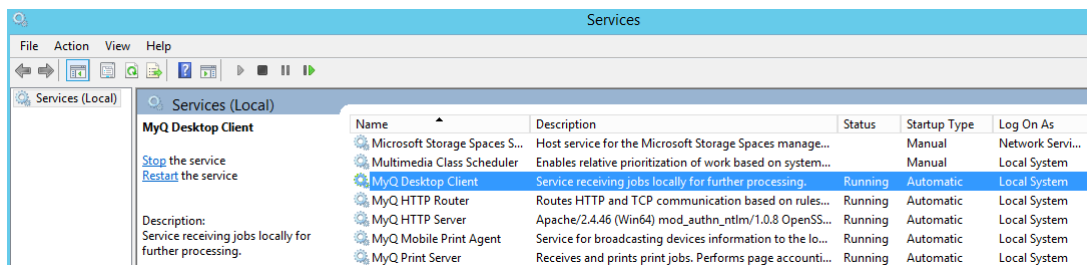 Services
File Action View Help
Services (Local)
Services (Local)
MyQ Desktop Client
Stop the service
Restart the service
Description:
Service receiving jobs locally for
further processing.
Name Description Status Startup Type Log On As
Microsoft Storage Spaces S... Host service for the Microsoft Storage Spaces manage... Manual Network Servi...
Multimedia Class Scheduler Enables relative prioritization of work based on system... Manual Local System
MyQ Desktop Client Service receiving jobs locally for further processing. Running Automatic Local System
MyQ HTTP Router Routes HTTP and TCP communication based on rules... Running Automatic Local System
MyQ HTTP Server Apache/2.4.46 (Win64) mod_authn_ntlm/1.0.8 OpenSS... Running Automatic Local System
MyQ Mobile Print Agent Service for broadcasting devices information to the lo... Running Automatic Local System
MyQ Print Server Receives and prints print jobs. Performs page accounti... Running Automatic Local System